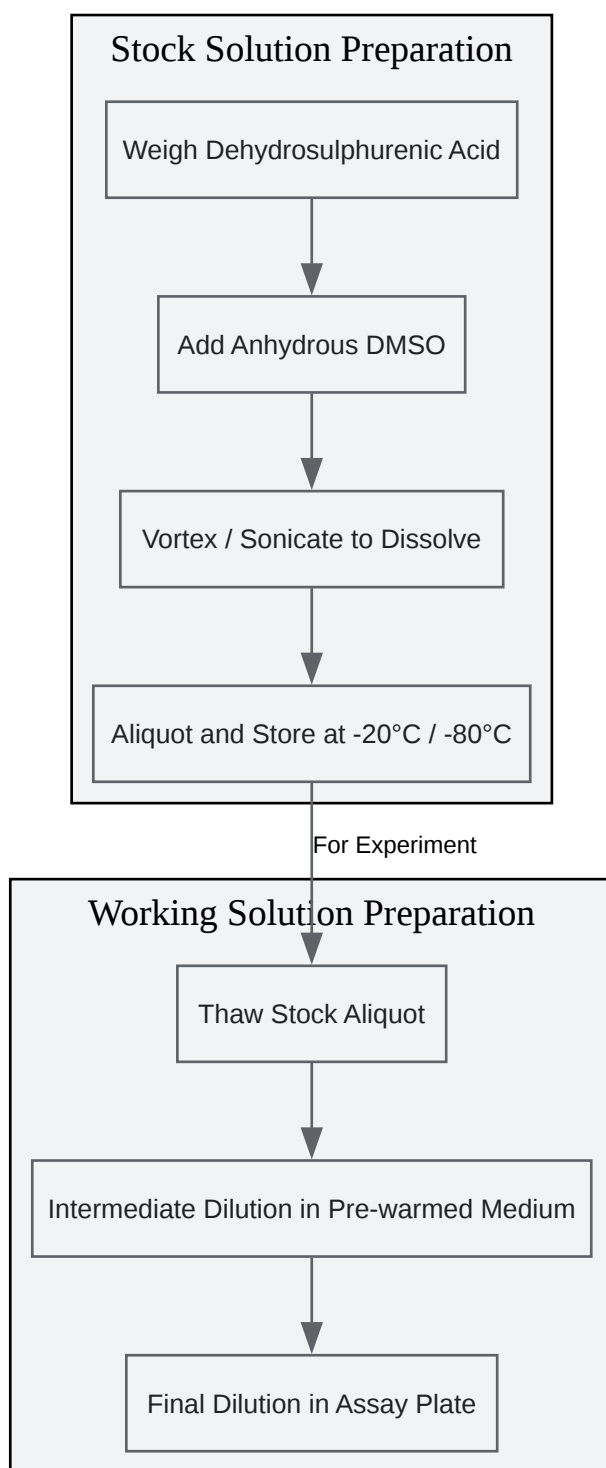 Stock Solution Preparation
Weigh Dehydrosulphurenic Acid
Add Anhydrous DMSO
Vortex / Sonicate to Dissolve
Aliquot and Store at -20°C / -80°C
For Experiment
Working Solution Preparation
Thaw Stock Aliquot
Intermediate Dilution in Pre-warmed Medium
Final Dilution in Assay Plate